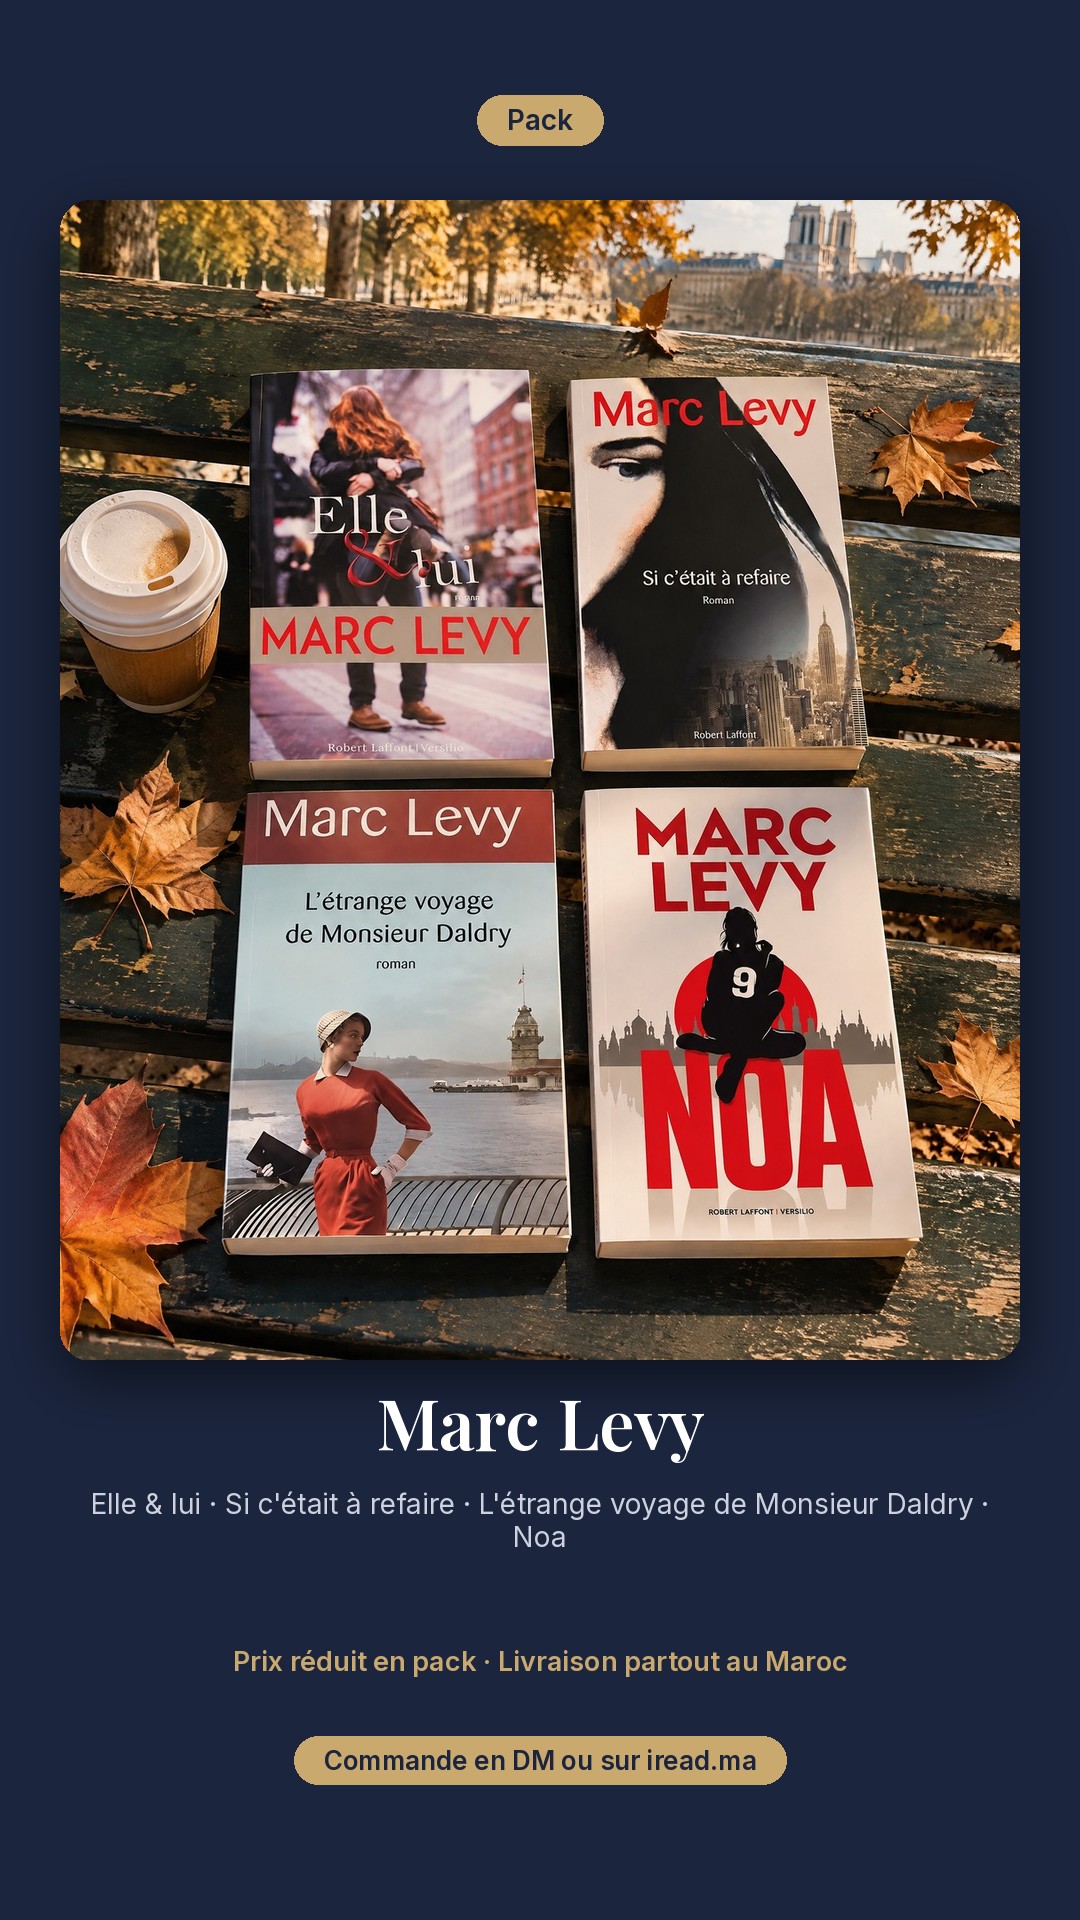 Pack
Elle
& lui
roman
MARC LEVY
Robert Laffont | Versilio
Marc Levy
Si c'était à refaire
Roman
Robert Laffont
Marc Levy
L'étrange voyage
de Monsieur Daldry
roman
MARC
LEVY
9
NOA
ROBERT LAFFONT | VERSILIO
Marc Levy
Elle & lui · Si c'était à refaire · L'étrange voyage de Monsieur Daldry ·
Noa
Prix réduit en pack · Livraison partout au Maroc
Commande en DM ou sur iread.ma